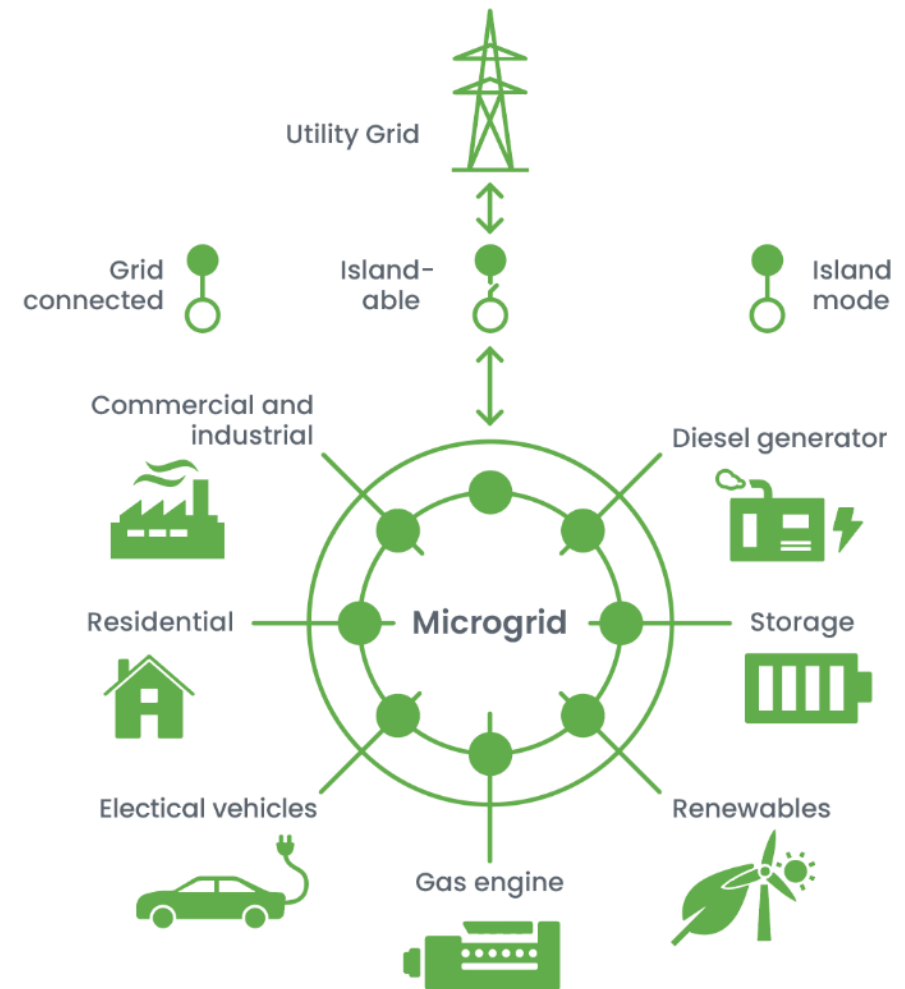 Utility Grid
Grid
connected
Island-
able
Island
mode
Commercial and
industrial
Diesel generator
Residential
Microgrid
Storage
Electical vehicles
Renewables
Gas engine